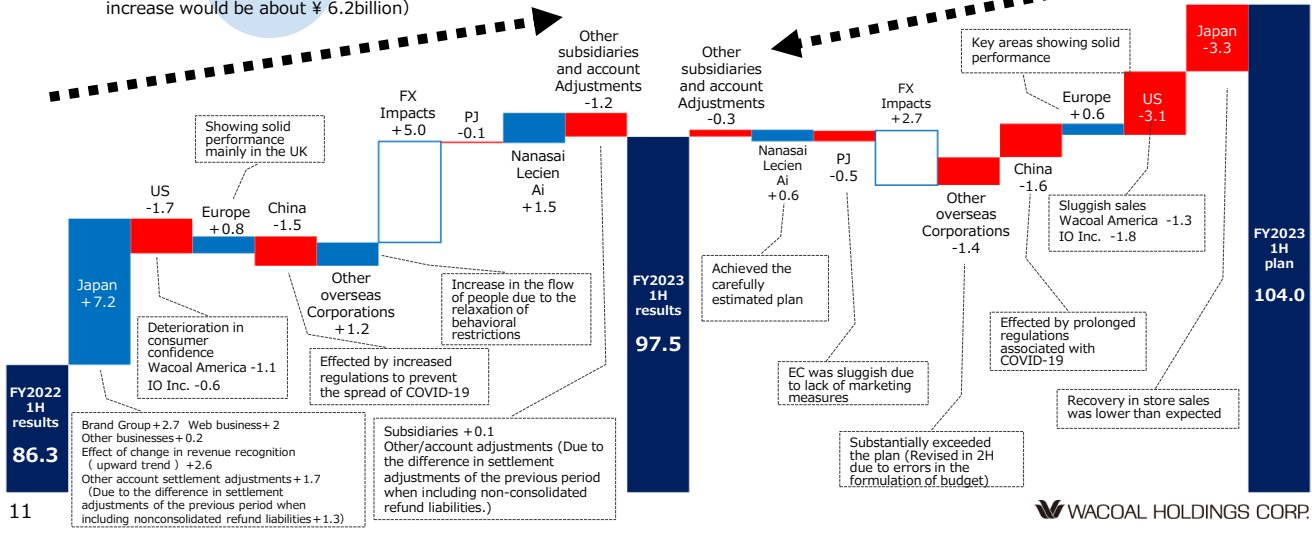 increase would be about ¥ 6.2billion）
FY2022
1H
results
86.3
Japan
+7.2
US
-1.7
Europe
+0.8
China
-1.5
Other
overseas
Corporations
+1.2
FX
Impacts
+5.0
PJ
-0.1
Nanasai
Lecien
Ai
+1.5
Other
subsidiaries
and account
Adjustments
-1.2
FY2023
1H
results
97.5
Other
subsidiaries
and account
Adjustments
-0.3
Nanasai
Lecien
Ai
+0.6
PJ
-0.5
FX
Impacts
+2.7
Other
overseas
Corporations
-1.4
China
-1.6
Europe
+0.6
US
-3.1
Japan
-3.3
FY2023
1H
plan
104.0
Showing solid
performance
mainly in the UK
Deterioration in
consumer
confidence
Wacoal America -1.1
IO Inc. -0.6
Effected by increased
regulations to prevent
the spread of COVID-19
Increase in the flow
of people due to the
relaxation of
behavioral
restrictions
Brand Group+2.7 Web business+2
Other businesses+0.2
Effect of change in revenue recognition
（ upward trend ）+2.6
Other account settlement adjustments+1.7
（Due to the difference in settlement
adjustments of the previous period when
including nonconsolidated refund liabilities+1.3）
Subsidiaries +0.1
Other/account adjustments (Due to
the difference in settlement
adjustments of the previous period
when including non-consolidated
refund liabilities.)
Achieved the
carefully
estimated plan
EC was sluggish due
to lack of marketing
measures
Substantially exceeded
the plan (Revised in 2H
due to errors in the
formulation of budget)
Key areas showing solid
performance
Sluggish sales
Wacoal America -1.3
IO Inc. -1.8
Effected by prolonged
regulations
associated with
COVID-19
Recovery in store sales
was lower than expected
11
WACOAL HOLDINGS CORP.